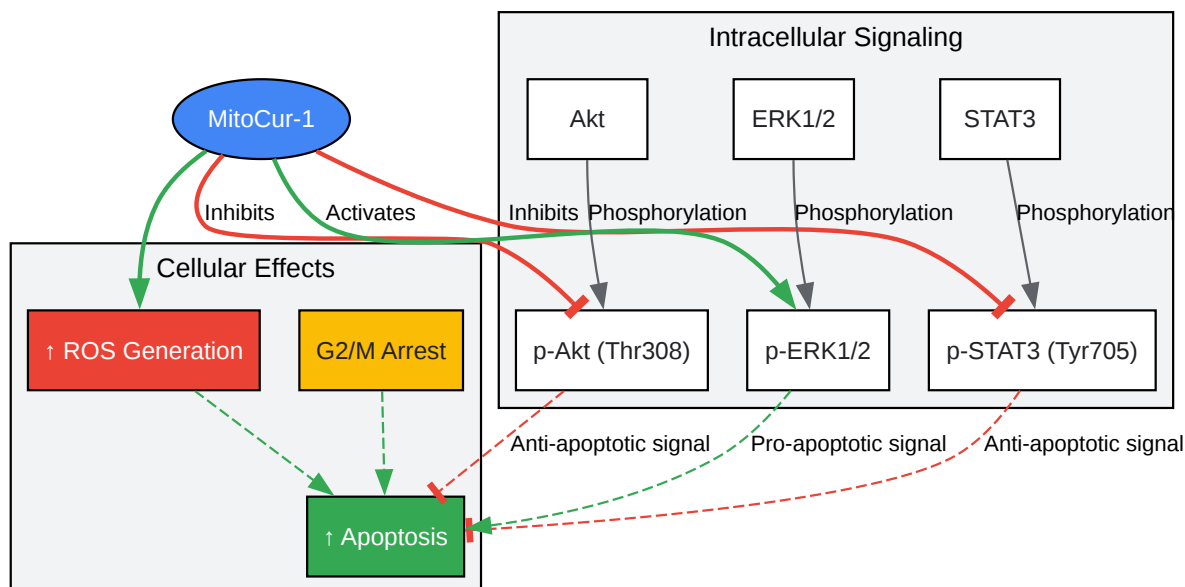 Intracellular Signaling
MitoCur-1
Akt
ERK1/2
STAT3
Inhibits
Activates
Inhibits
Phosphorylation
Phosphorylation
Phosphorylation
Cellular Effects
↑ ROS Generation
G2/M Arrest
p-Akt (Thr308)
p-ERK1/2
p-STAT3 (Tyr705)
Anti-apoptotic signal
Pro-apoptotic signal
Anti-apoptotic signal
↑ Apoptosis